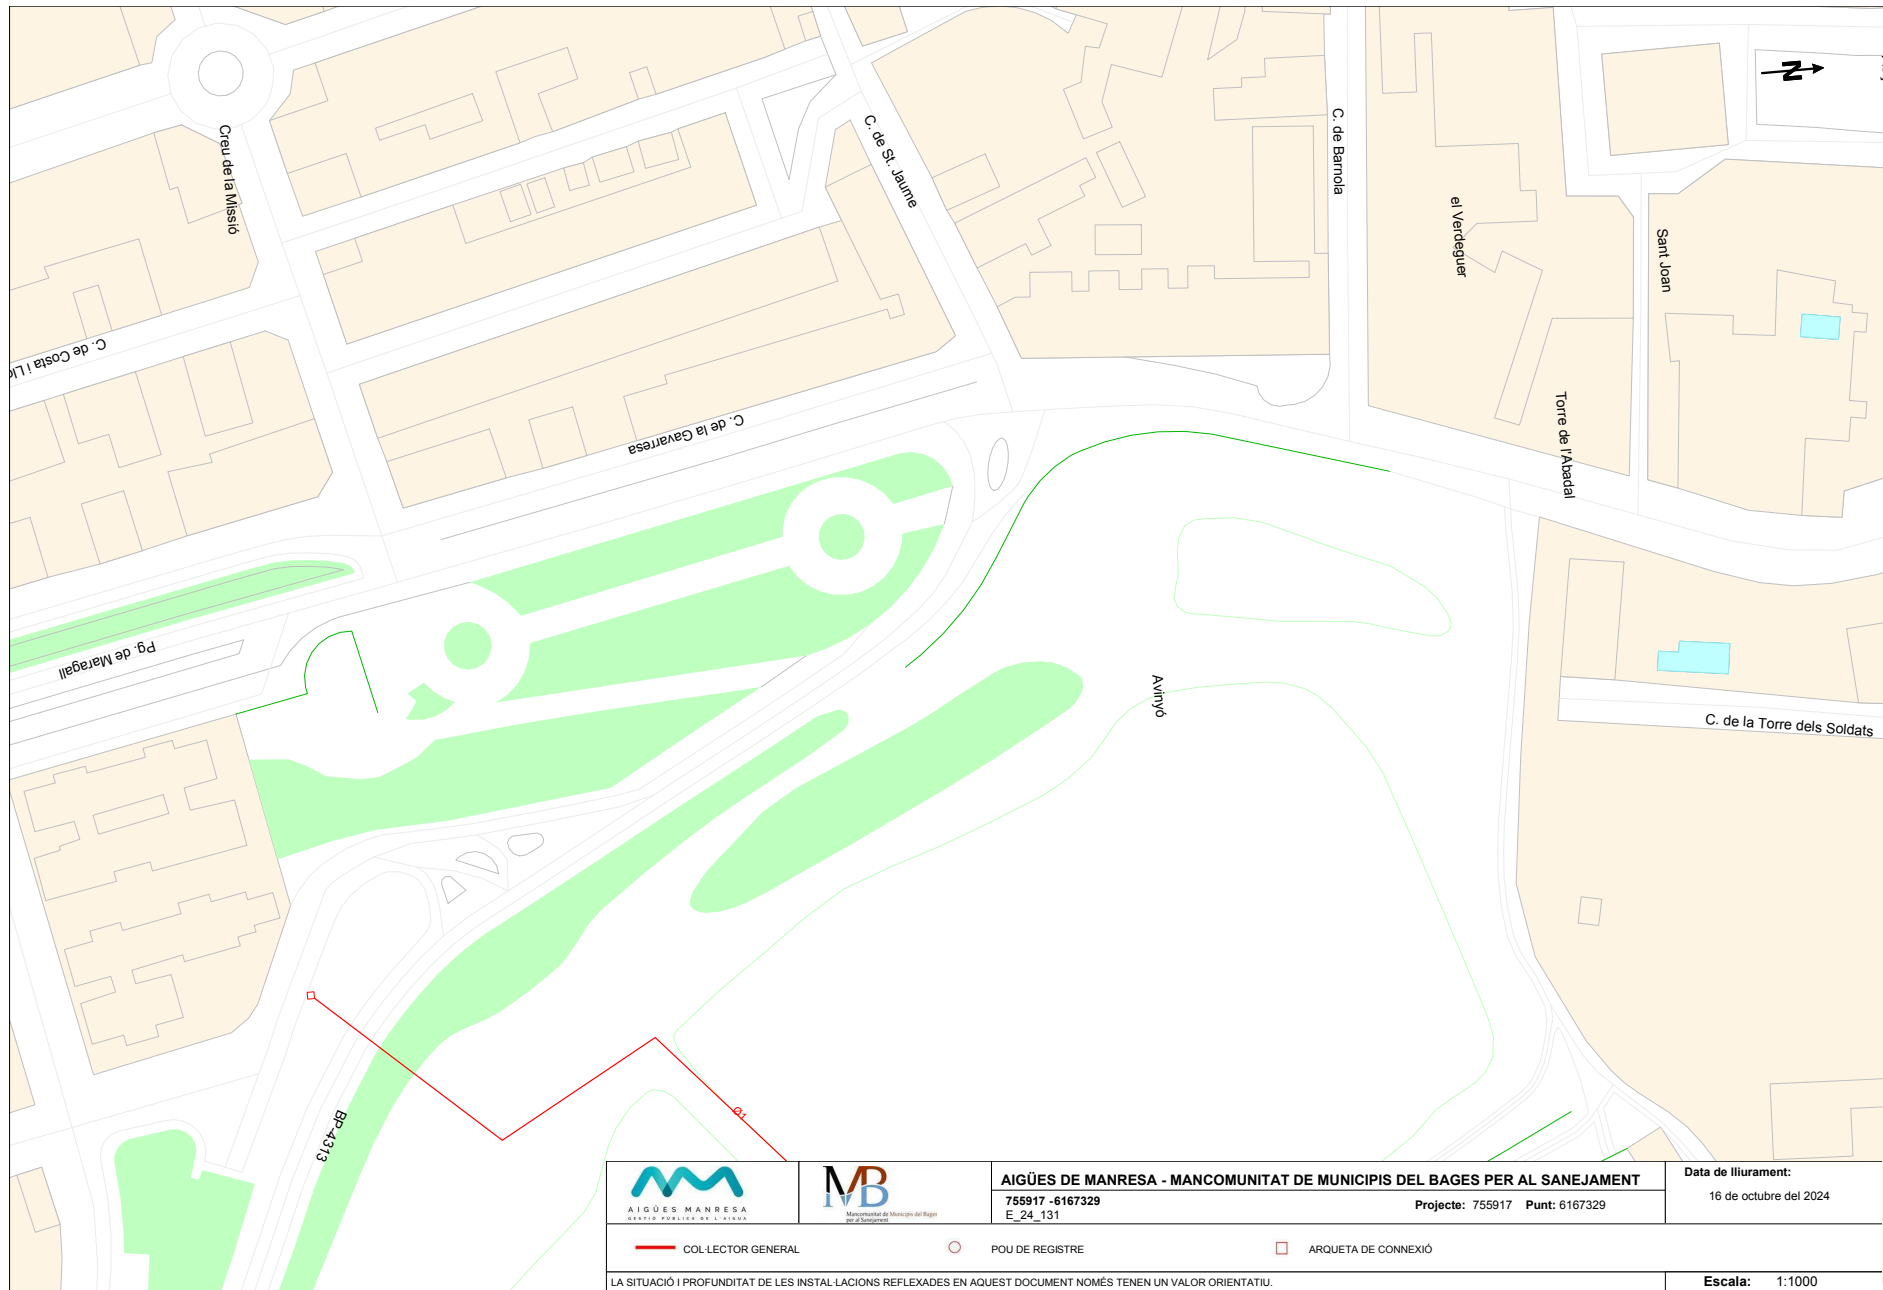 N
Creu de la Missió
C. de St. Jaume
C. de Barnola
el Verdeguer
Sant Joan
C. de Costa i Llo
C. de la Gavarresa
Torre de l'Abadal
Pg. de Maragall
Avinyó
C. de la Torre dels Soldats
BP-4313
Ø1
AIGÜES MANRESA
GESTIÓ PÚBLICA DE L'AIGUA
MB
Mancomunitat de Municipis del Bages
per al Sanejament
AIGÜES DE MANRESA - MANCOMUNITAT DE MUNICIPIS DEL BAGES PER AL SANEJAMENT
755917 -6167329
E_24_131
Projecte: 755917 Punt: 6167329
Data de lliurament:
16 de octubre del 2024
COL·LECTOR GENERAL
POU DE REGISTRE
ARQUETA DE CONNEXIÓ
LA SITUACIÓ I PROFUNDITAT DE LES INSTAL·LACIONS REFLEXADES EN AQUEST DOCUMENT NOMÉS TENEN UN VALOR ORIENTATIU.
Escala: 1:1000